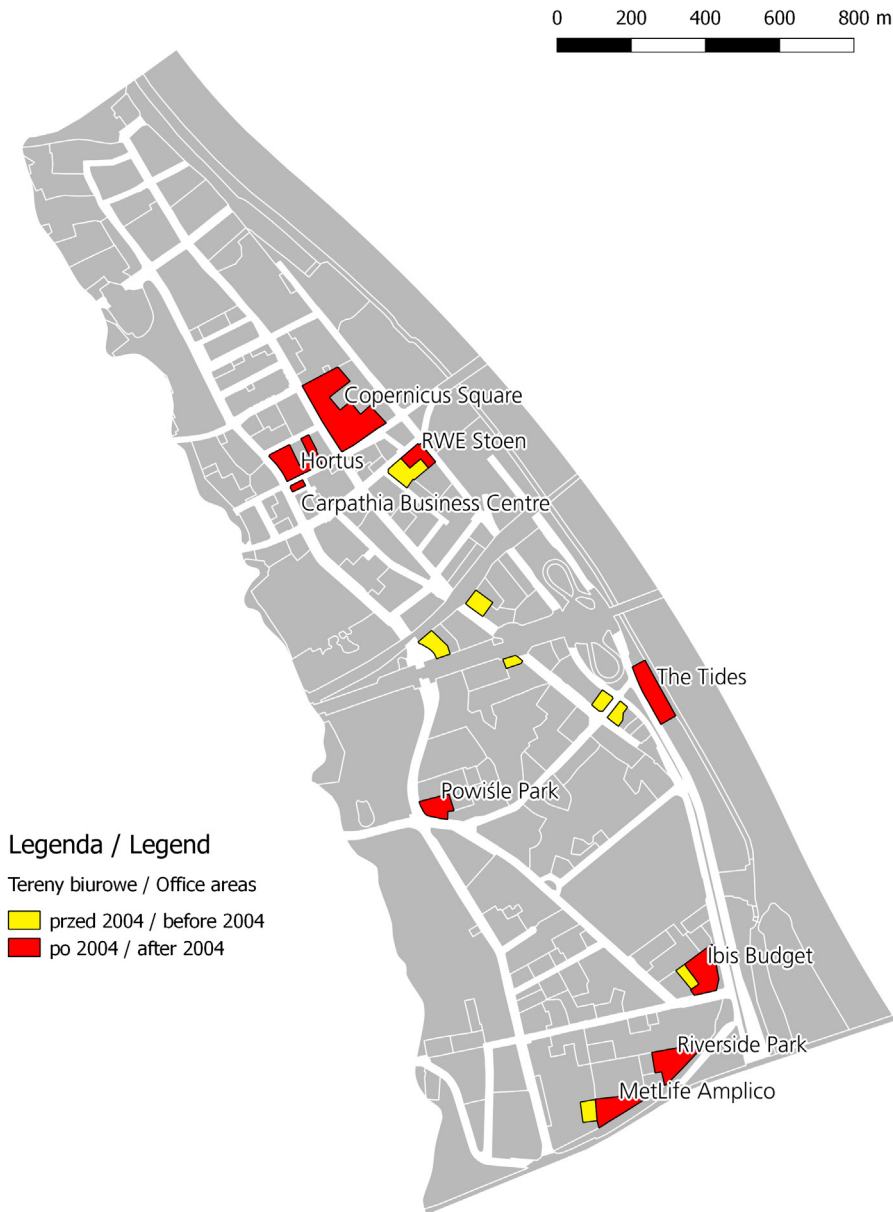 0 200 400 600 800 m
Copernicus Square
RWE Stoen
Hortus
Carpathia Business Centre
The Tides
Powiśle Park
Legenda / Legend
Tereny biurowe / Office areas
przed 2004 / before 2004
po 2004 / after 2004
Ibis Budget
Riverside Park
MetLife Amplico